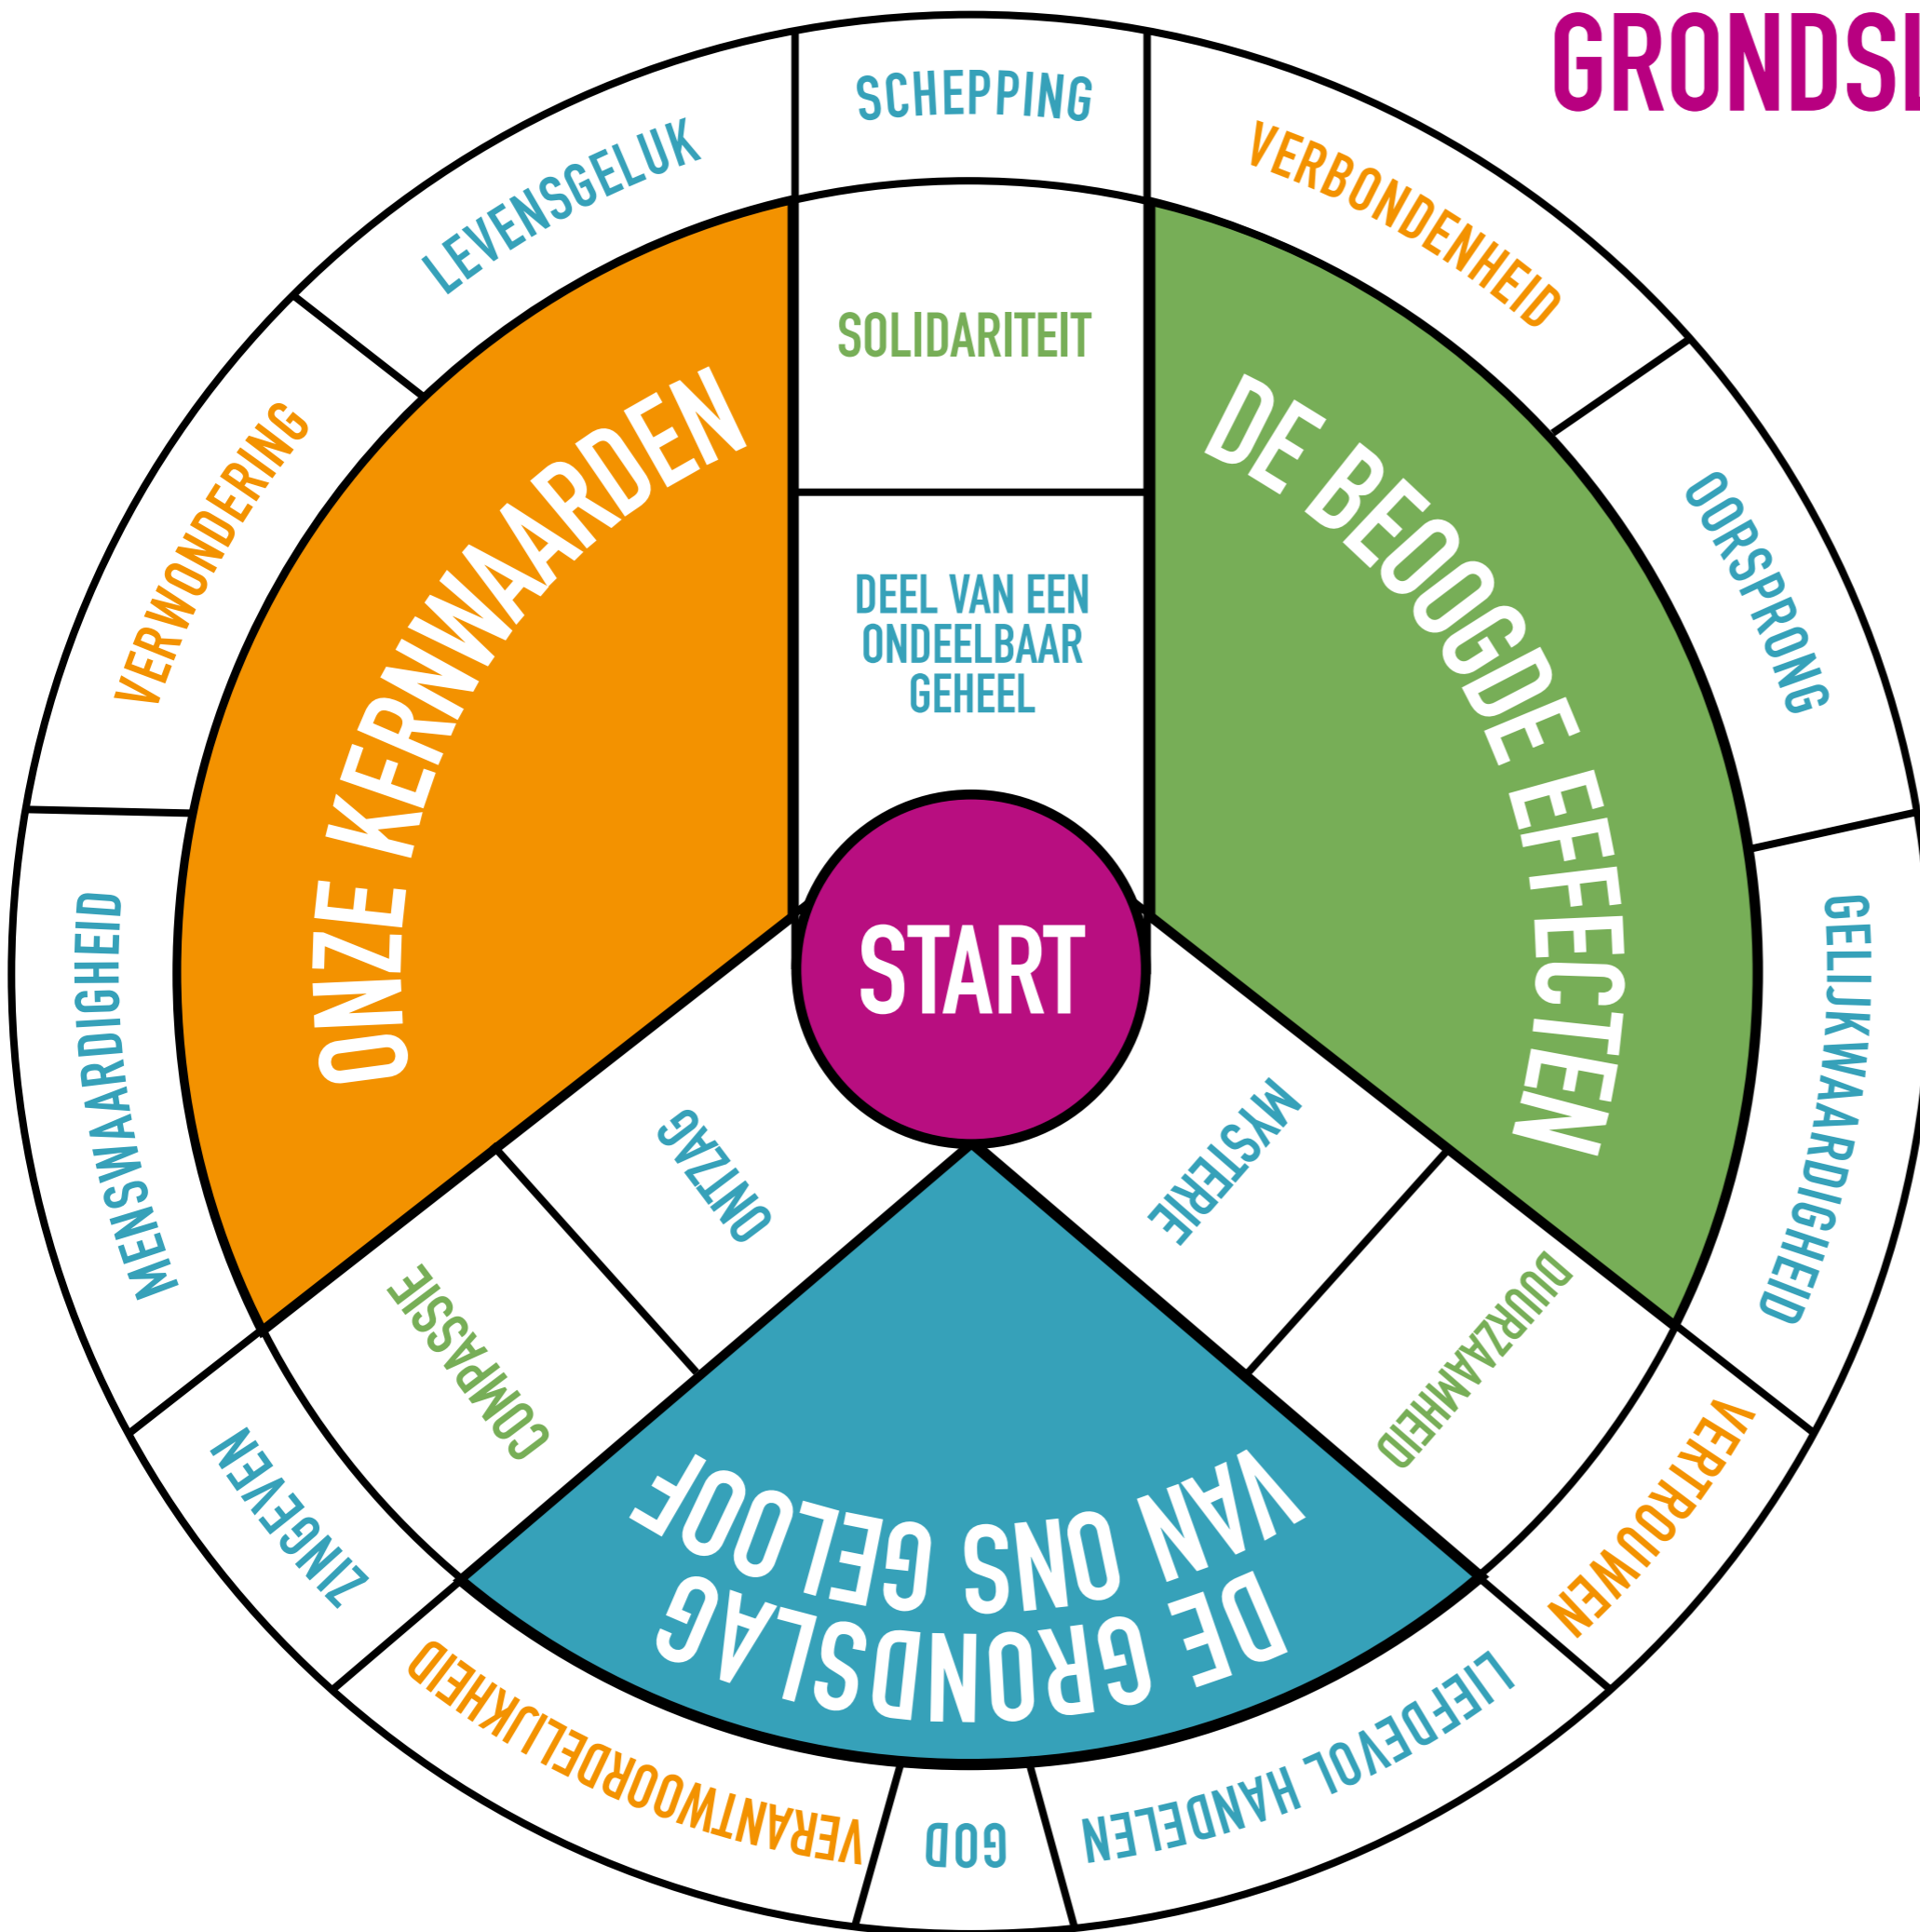 GRONDSL
SCHEPPING
VERBONDENHEID
OORSPRONG
GELIJKWAARDIGHEID
VERTROUWEN
LIEFDEVOL HANDELEN
GOD
VERANTWOORDELIJKHEID
ZINGEVEN
MENSWAARDIGHEID
VERWONDERING
LEVENSGELUK
SOLIDARITEIT
DEEL VAN EEN
ONDEELBAAR
GEHEEL
START
ONZE KERNWAARDEN
DE BEOOGDE EFFECTEN
MYSTERIE
DUURZAAMHEID
ONTZAG
COMPASSIE
DE GRONDSLAG
VAN ONS GELOOF